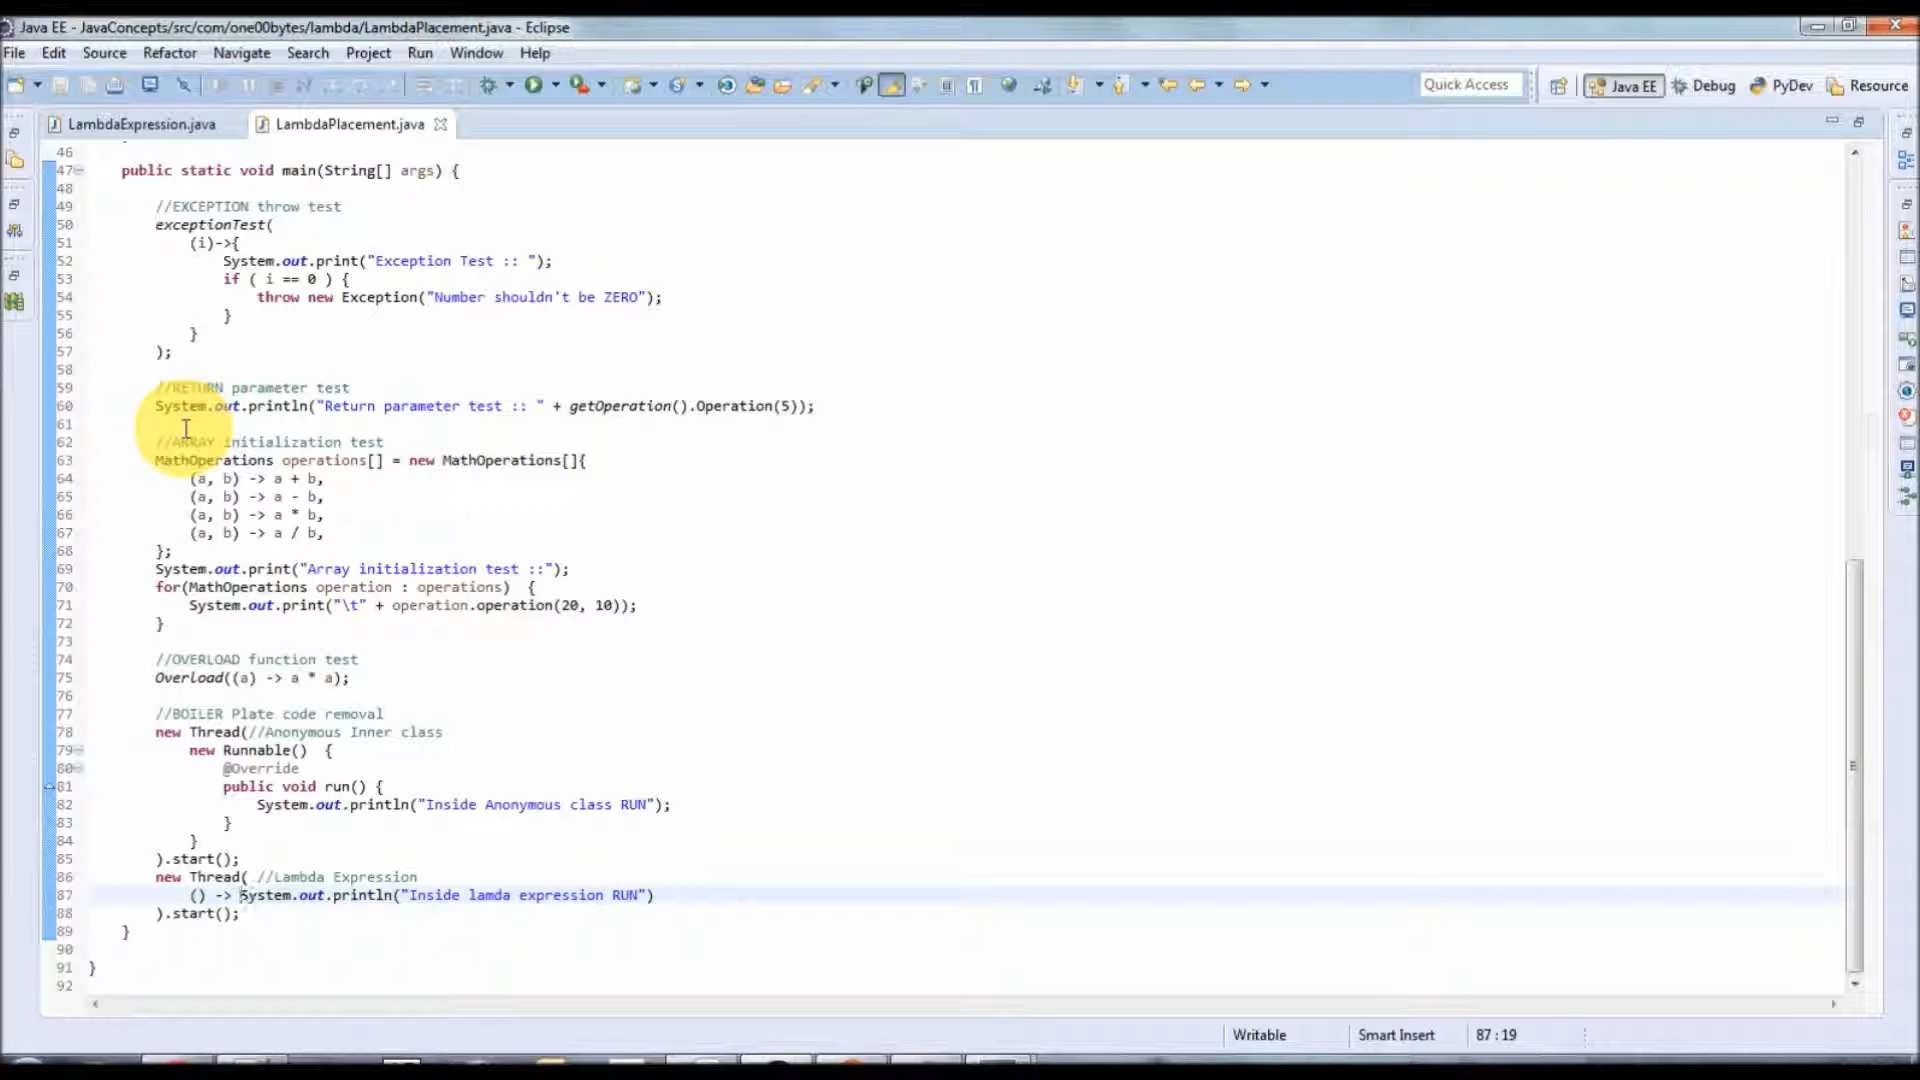 Java EE - JavaConcepts/src/com/one00bytes/lambda/LambdaPlacement.java - Eclipse
File Edit Source Refactor Navigate Search Project Run Window Help
Quick Access Java EE Debug PyDev Resource
LambdaExpression.java LambdaPlacement.java
46
47 public static void main(String[] args) {
48
49 //EXCEPTION throw test
50 exceptionTest(
51 (i)->{
52 System.out.print("Exception Test :: ");
53 if ( i == 0 ) {
54 throw new Exception("Number shouldn't be ZERO");
55 }
56 }
57 );
58
59 //RETURN parameter test
60 System.out.println("Return parameter test :: " + getOperation().Operation(5));
61
62 //ARRAY initialization test
63 MathOperations operations[] = new MathOperations[]{
64 (a, b) -> a + b,
65 (a, b) -> a - b,
66 (a, b) -> a * b,
67 (a, b) -> a / b,
68 };
69 System.out.print("Array initialization test ::");
70 for(MathOperations operation : operations) {
71 System.out.print("\t" + operation.operation(20, 10));
72 }
73
74 //OVERLOAD function test
75 Overload((a) -> a * a);
76
77 //BOILER Plate code removal
78 new Thread(//Anonymous Inner class
79 new Runnable() {
80 @Override
81 public void run() {
82 System.out.println("Inside Anonymous class RUN");
83 }
84 }
85 ).start();
86 new Thread( //Lambda Expression
87 () -> System.out.println("Inside lamda expression RUN")
88 ).start();
89 }
90
91 }
92
Writable Smart Insert 87 : 19